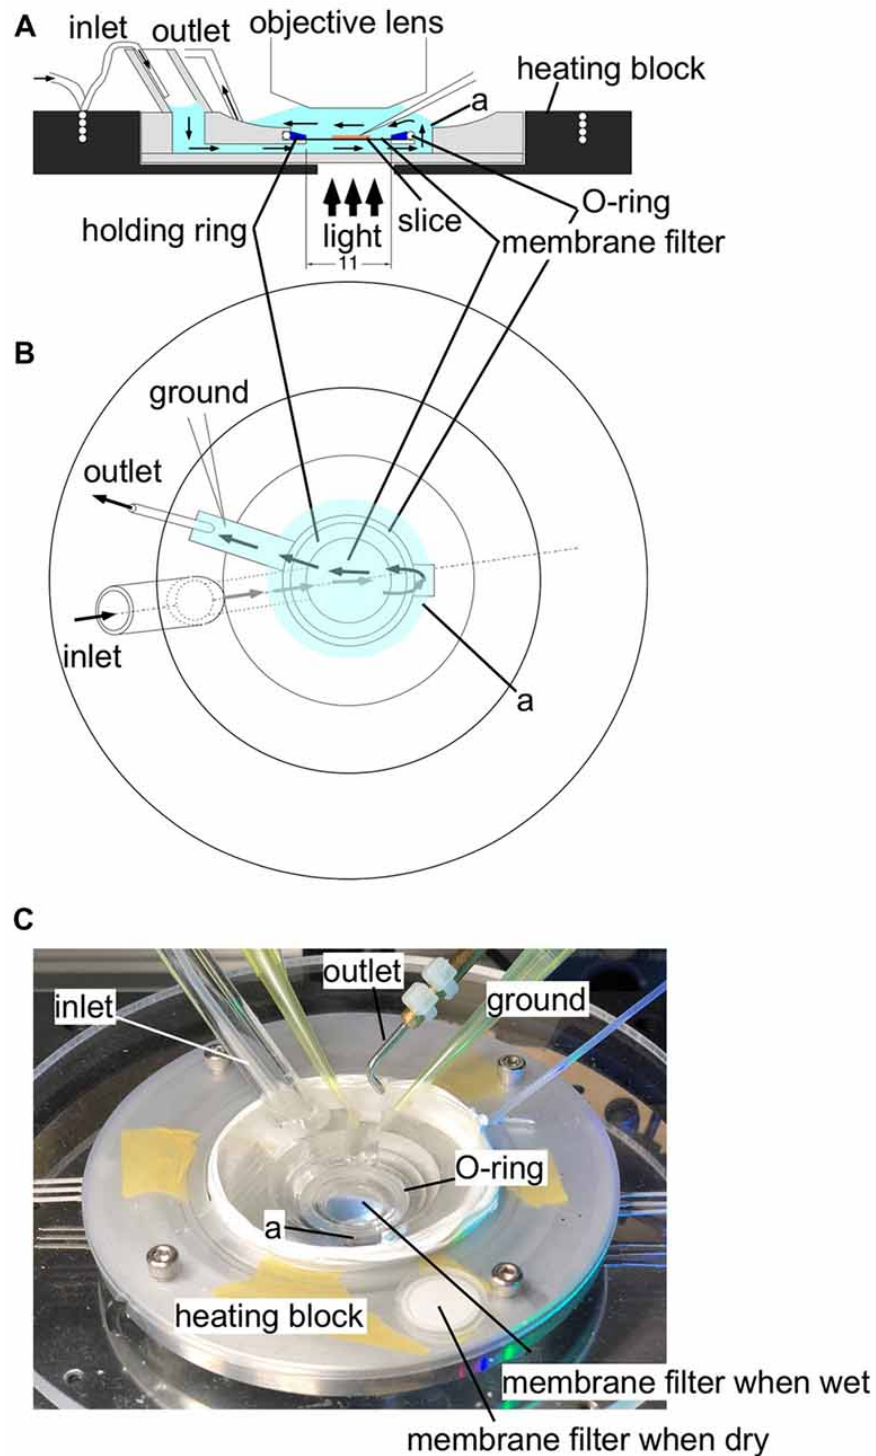 A
inlet
outlet
objective lens
heating block
a
O-ring
holding ring
light
slice
membrane filter
11
B
ground
outlet
inlet
a
C
outlet
inlet
ground
O-ring
a
heating block
membrane filter when wet
membrane filter when dry